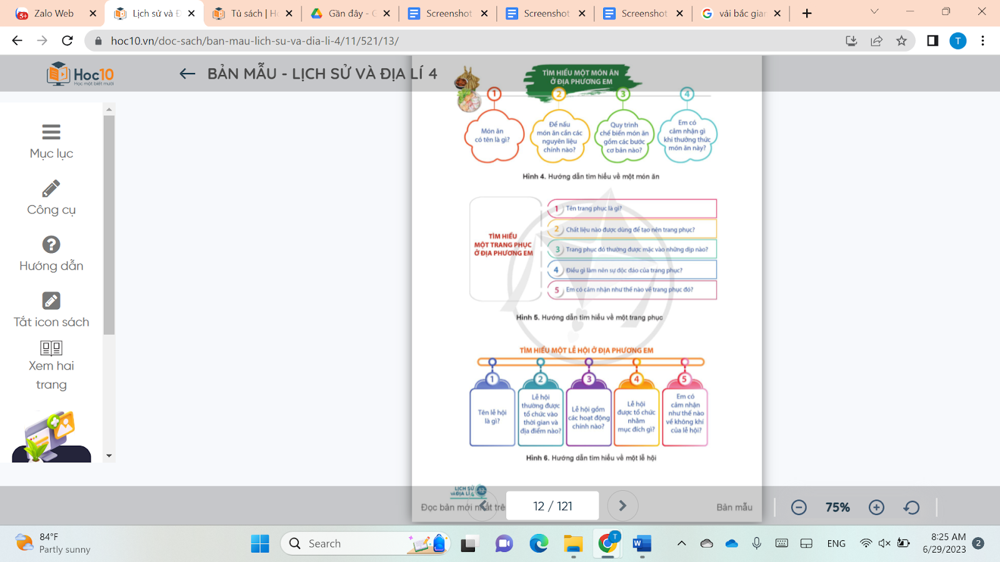 Zalo Web
Lịch sử và Đ
Tủ sách | Ho
Gần đây - G
Screenshot
Screenshot
Screenshot
vải bắc gian
hoc10.vn/doc-sach/ban-mau-lich-su-va-dia-li-4/11/521/13/
T
Hoc10
Học một biết mười
BẢN MẪU - LỊCH SỬ VÀ ĐỊA LÍ 4
Mục lục
Công cụ
Hướng dẫn
Tắt icon sách
Xem hai
trang
TÌM HIỂU MỘT MÓN ĂN
Ở ĐỊA PHƯƠNG EM
1
Món ăn
có tên là gì?
2
Để nấu
món ăn cần các
nguyên liệu
chính nào?
3
Quy trình
chế biến món ăn
gồm các bước
cơ bản nào?
4
Em có
cảm nhận gì
khi thưởng thức
món ăn này?
Hình 4. Hướng dẫn tìm hiểu về một món ăn
TÌM HIỂU
MỘT TRANG PHỤC
Ở ĐỊA PHƯƠNG EM
1 Tên trang phục là gì?
2 Chất liệu nào được dùng để tạo nên trang phục?
3 Trang phục đó thường được mặc vào những dịp nào?
4 Điều gì làm nên sự độc đáo của trang phục?
5 Em có cảm nhận như thế nào về trang phục đó?
Hình 5. Hướng dẫn tìm hiểu về một trang phục
TÌM HIỂU MỘT LỄ HỘI Ở ĐỊA PHƯƠNG EM
1
Tên lễ hội
là gì?
2
Lễ hội
thường được
tổ chức vào
thời gian và
địa điểm nào?
3
Lễ hội gồm
các hoạt động
chính nào?
4
Lễ hội
được tổ chức
nhằm
mục đích gì?
5
Em có
cảm nhận
như thế nào
về không khí
của lễ hội?
Hình 6. Hướng dẫn tìm hiểu về một lễ hội
LỊCH SỬ
VÀ ĐỊA LÍ 4
Đọc bản mới nhất trê
12 / 121
Bản mẫu
75%
84°F
Partly sunny
Search
T
ENG
8:25 AM
6/29/2023
2